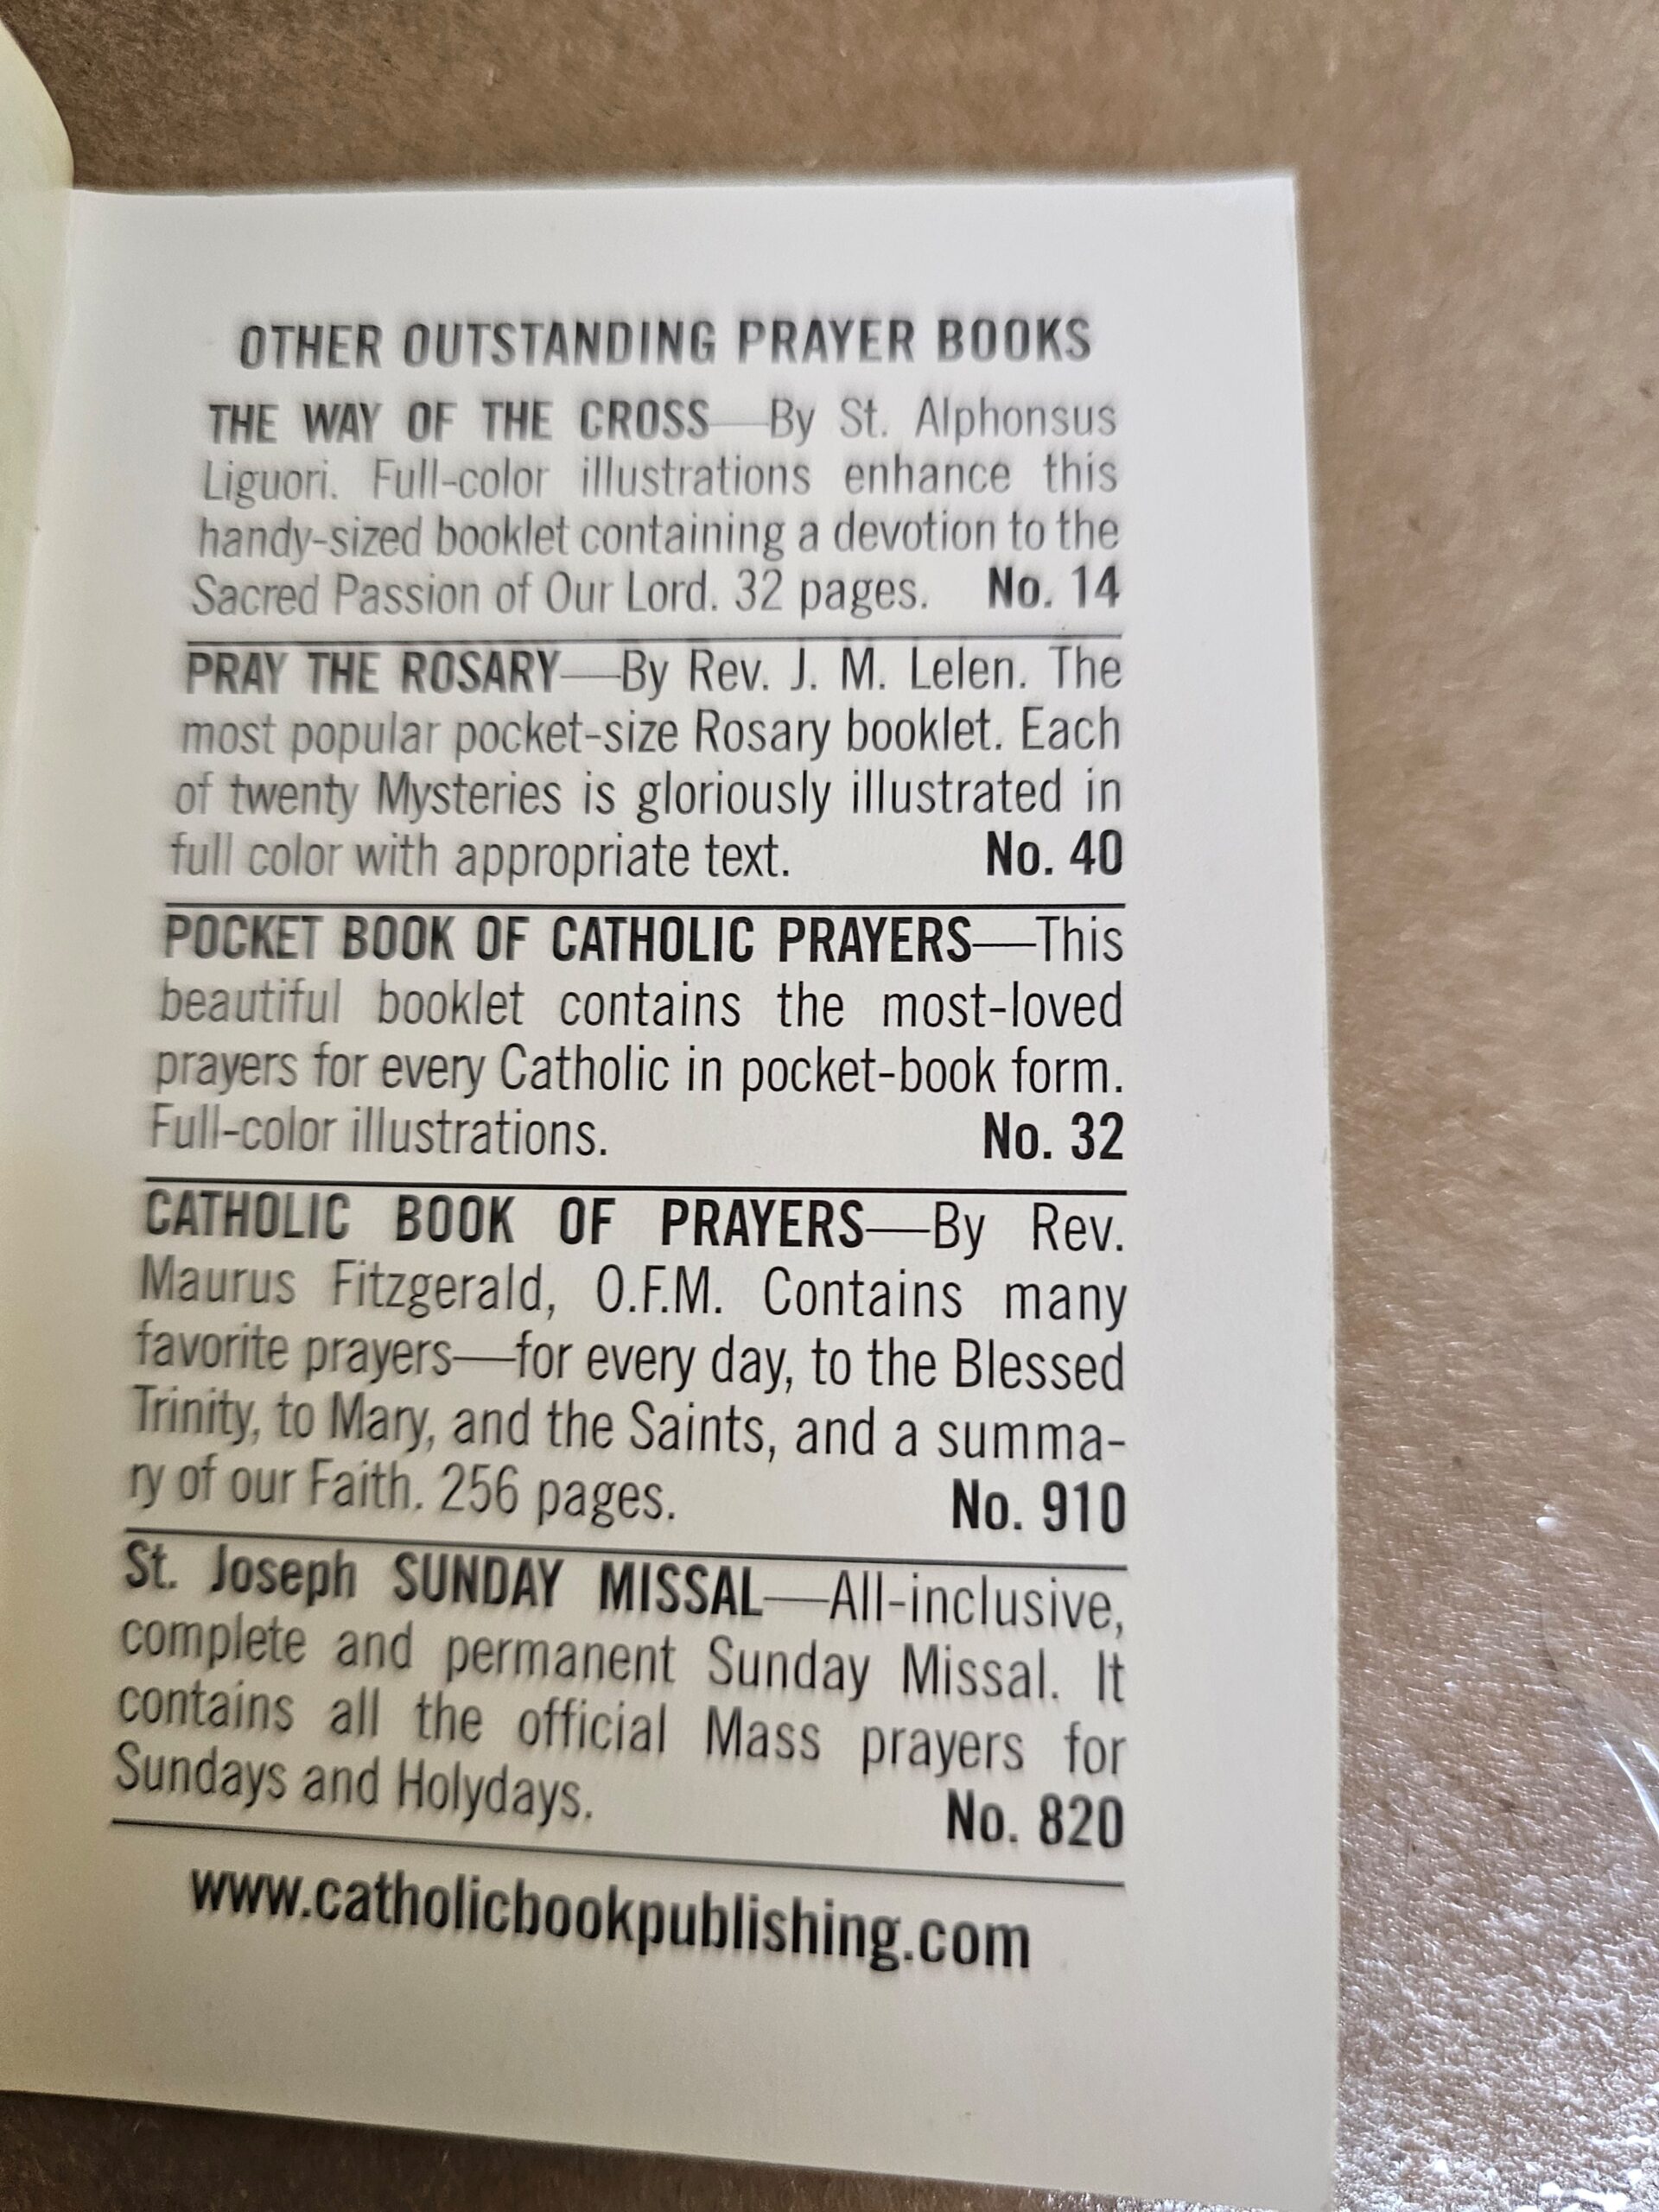 OTHER OUTSTANDING PRAYER BOOKS
THE WAY OF THE CROSS—By St. Alphonsus
Liguori. Full-color illustrations enhance this
handy-sized booklet containing a devotion to the
Sacred Passion of Our Lord. 32 pages. No. 14
PRAY THE ROSARY—By Rev. J. M. Lelen. The
most popular pocket-size Rosary booklet. Each
of twenty Mysteries is gloriously illustrated in
full color with appropriate text. No. 40
POCKET BOOK OF CATHOLIC PRAYERS—This
beautiful booklet contains the most-loved
prayers for every Catholic in pocket-book form.
Full-color illustrations. No. 32
CATHOLIC BOOK OF PRAYERS—By Rev.
Maurus Fitzgerald, O.F.M. Contains many
favorite prayers—for every day, to the Blessed
Trinity, to Mary, and the Saints, and a summa-
ry of our Faith. 256 pages. No. 910
St. Joseph SUNDAY MISSAL—All-inclusive,
complete and permanent Sunday Missal. It
contains all the official Mass prayers for
Sundays and Holydays. No. 820
www.catholicbookpublishing.com